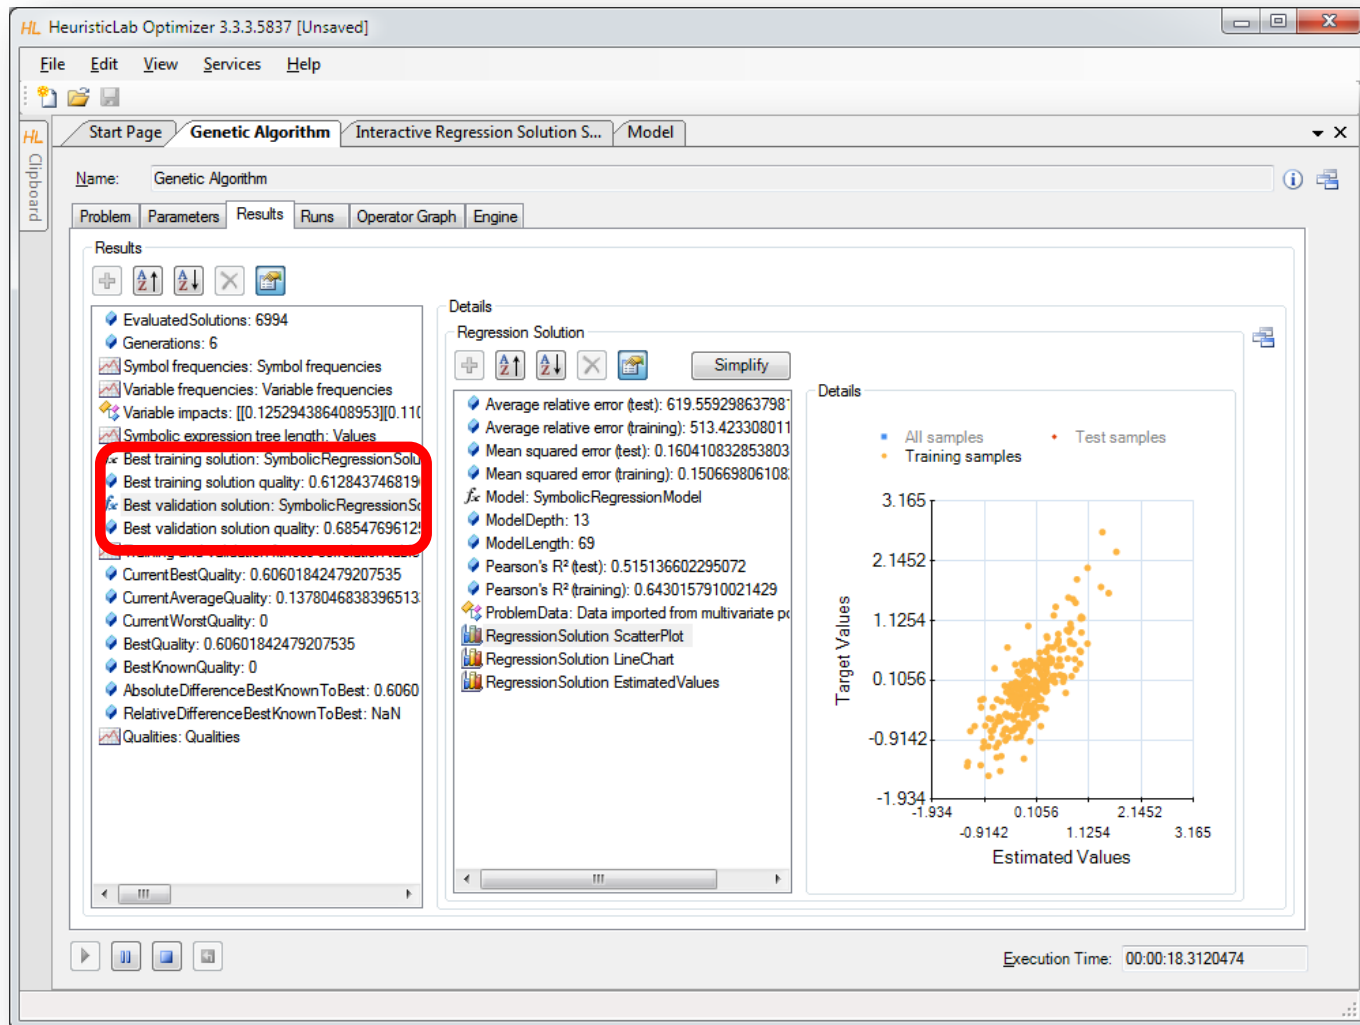 HL HeuristicLab Optimizer 3.3.3.5837 [Unsaved]
File Edit View Services Help
HL Clipboard
Start Page Genetic Algorithm Interactive Regression Solution S... Model
Name: Genetic Algorithm
Problem Parameters Results Runs Operator Graph Engine
Results
EvaluatedSolutions: 6994
Generations: 6
Symbol frequencies: Symbol frequencies
Variable frequencies: Variable frequencies
Variable impacts: [[0.125294386408953][0.110
Symbolic expression tree length: Values
Best training solution: SymbolicRegressionSolu
Best training solution quality: 0.612843746819
Best validation solution: SymbolicRegressionSo
Best validation solution quality: 0.6854769612
CurrentBestQuality: 0.60601842479207535
CurrentAverageQuality: 0.1378046838396513
CurrentWorstQuality: 0
BestQuality: 0.60601842479207535
BestKnownQuality: 0
AbsoluteDifferenceBestKnownToBest: 0.6060
RelativeDifferenceBestKnownToBest: NaN
Qualities: Qualities
Details
Regression Solution
Simplify
Average relative error (test): 619.55929863798
Average relative error (training): 513.423308011
Mean squared error (test): 0.160410832853803
Mean squared error (training): 0.15066980610 8
Model: SymbolicRegressionModel
ModelDepth: 13
ModelLength: 69
Pearson's R² (test): 0.515136602295072
Pearson's R² (training): 0.6430157910021429
ProblemData: Data imported from multivariate po
RegressionSolution ScatterPlot
RegressionSolution LineChart
RegressionSolution EstimatedValues
Details
All samples Test samples
Training samples
Target Values
3.165
2.1452
1.1254
0.1056
-0.9142
-1.934
-1.934 0.1056 2.1452
-0.9142 1.1254 3.165
Estimated Values
Execution Time: 00:00:18.3120474